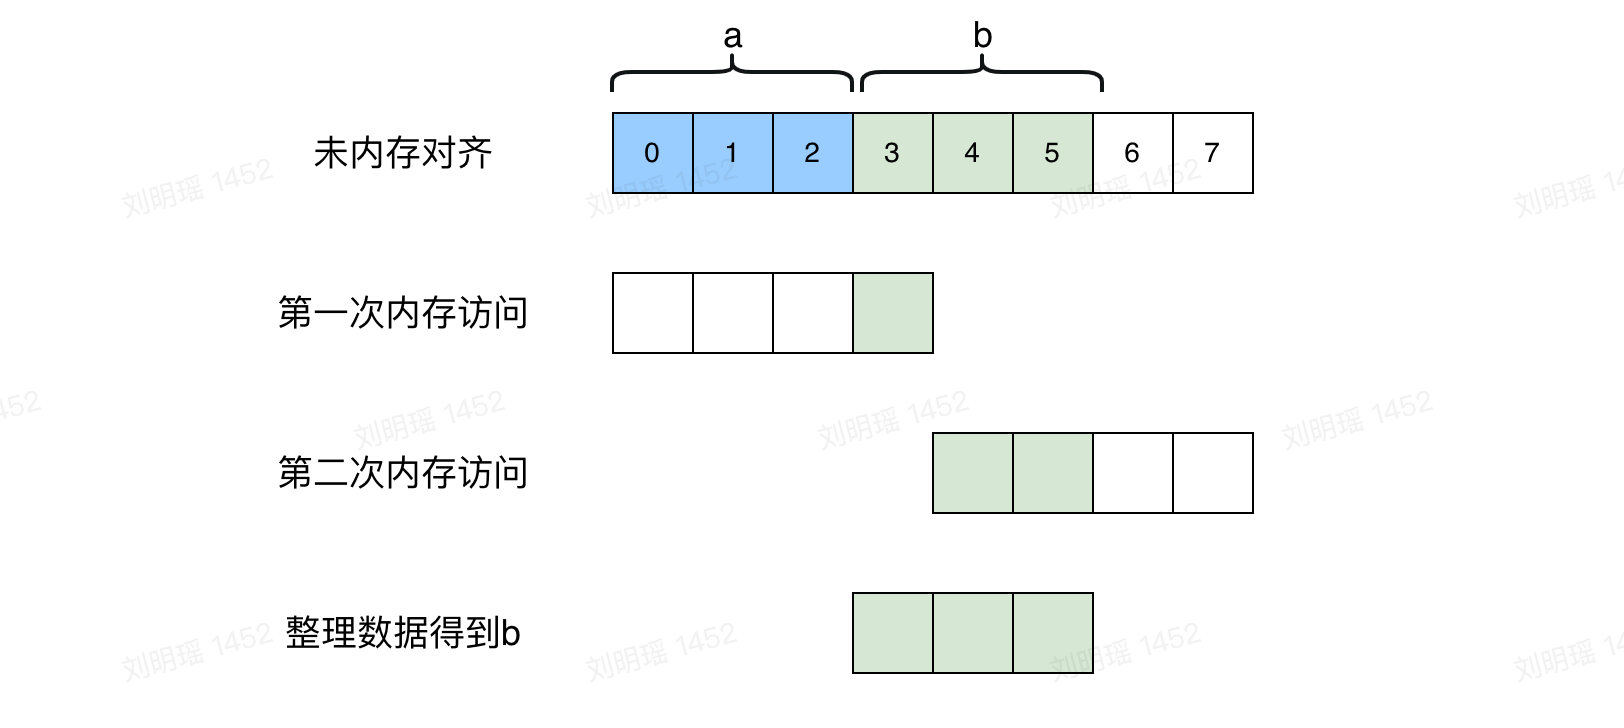 a b
未内存对齐 0 1 2 3 4 5 6 7
刘明瑶 1452 刘明瑶 1452 刘明瑶 1452 刘明瑶 14
第一次内存访问
452 刘明瑶 1452 刘明瑶 1452 刘明瑶 1452
第二次内存访问
整理数据得到b
刘明瑶 1452 刘明瑶 1452 刘明瑶 1452 刘明瑶 14